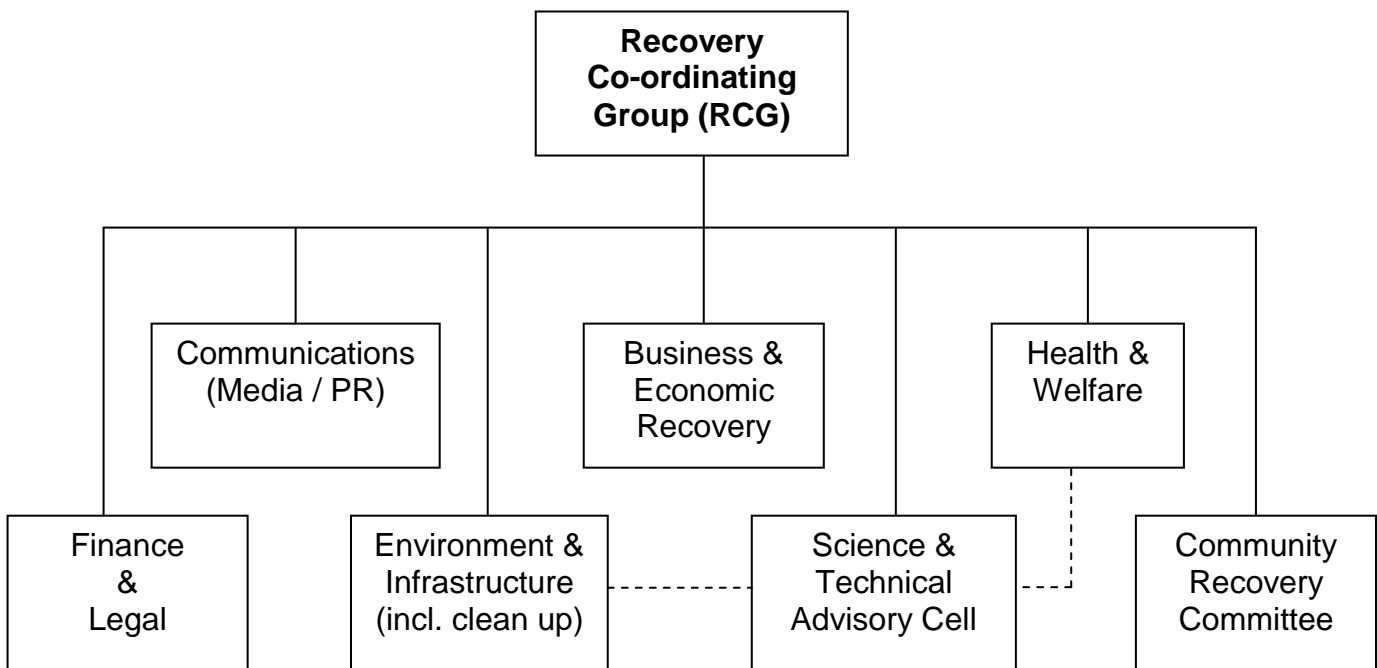 Recovery
Co-ordinating
Group (RCG)
Communications
(Media / PR)
Business &
Economic
Recovery
Health &
Welfare
Finance
&
Legal
Environment &
Infrastructure
(incl. clean up)
Science &
Technical
Advisory Cell
Community
Recovery
Committee